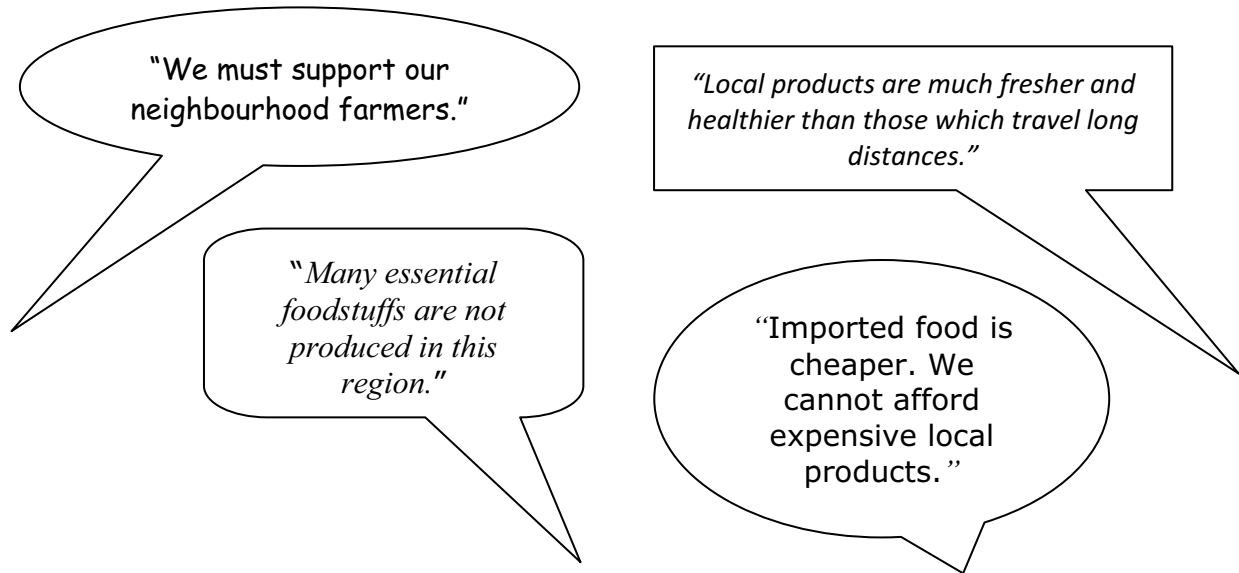 “We must support our
neighbourhood farmers.”
“Local products are much fresher and
healthier than those which travel long
distances.”
“Many essential
foodstuffs are not
produced in this
region.”
“Imported food is
cheaper. We
cannot afford
expensive local
products.”